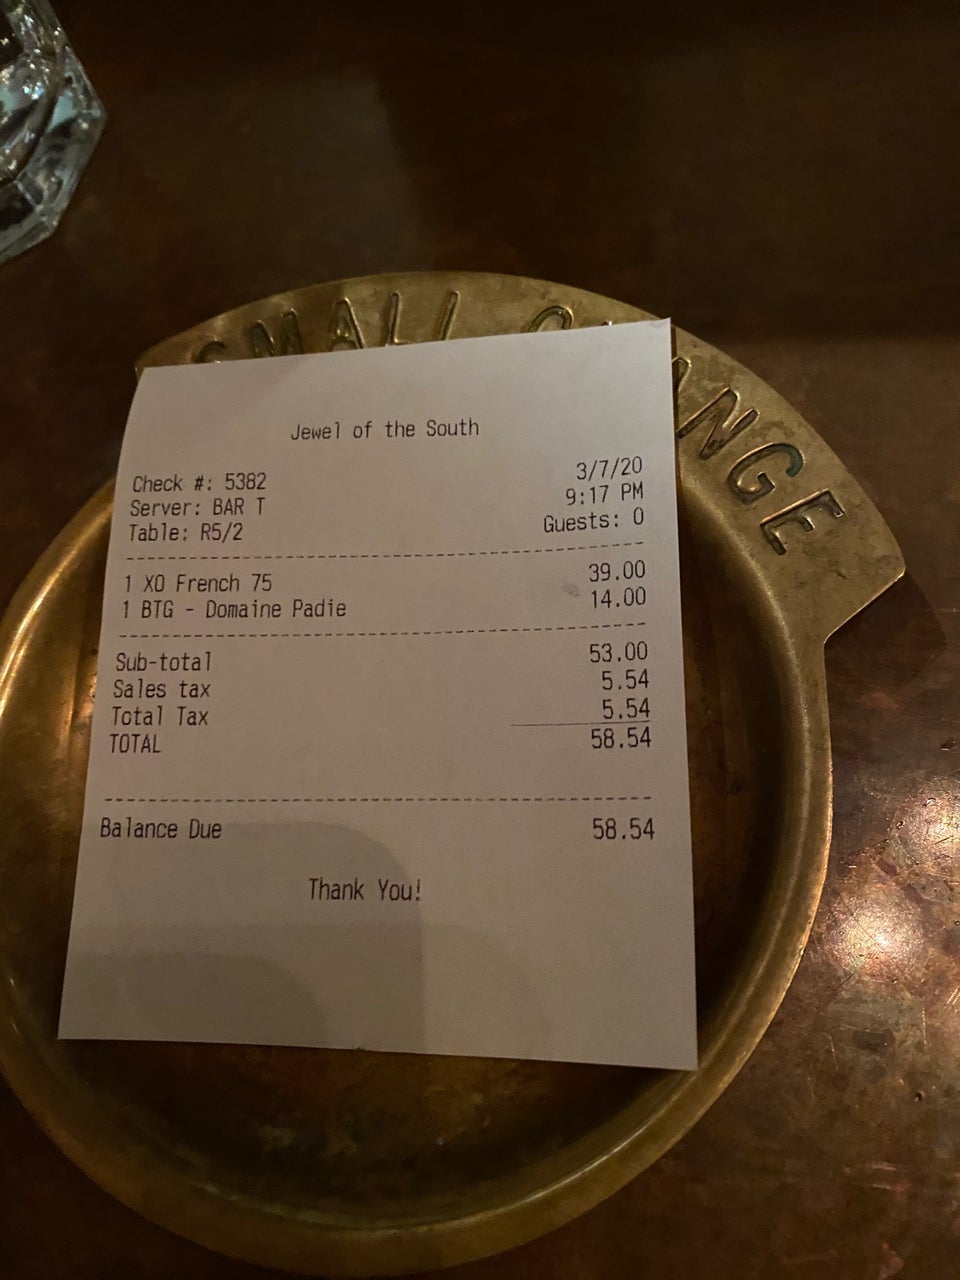 SMALL CHANGE
Jewel of the South
Check #: 5382 3/7/20
Server: BAR T 9:17 PM
Table: R5/2 Guests: 0
1 XO French 75 39.00
1 BTG - Domaine Padie 14.00
Sub-total 53.00
Sales tax 5.54
Total Tax 5.54
TOTAL 58.54
Balance Due 58.54
Thank You!